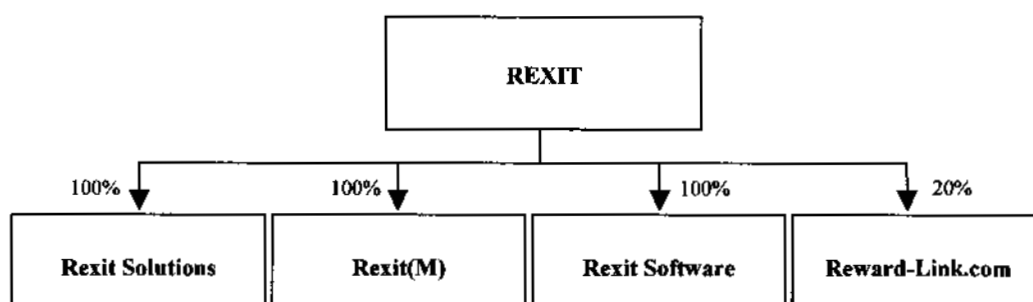 REXIT
100% 100% 100% 20%
Rexit Solutions Rexit(M) Rexit Software Reward-Link.com